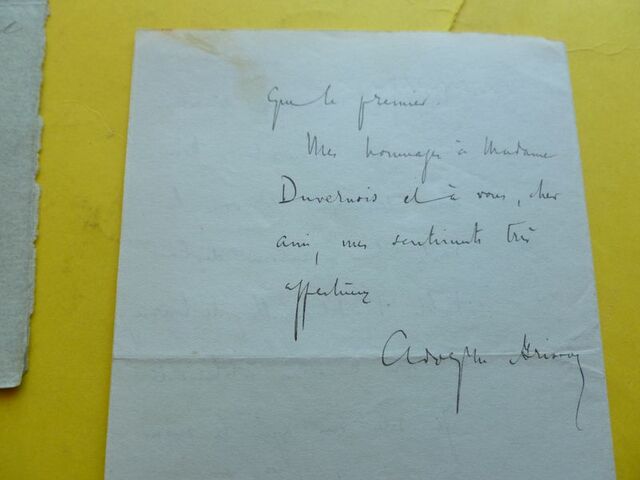 que le premier.
Mes hommages à Madame
Duvernois et à vous, cher
ami, mes sentiments très
affectueux
Adolphe Brisson